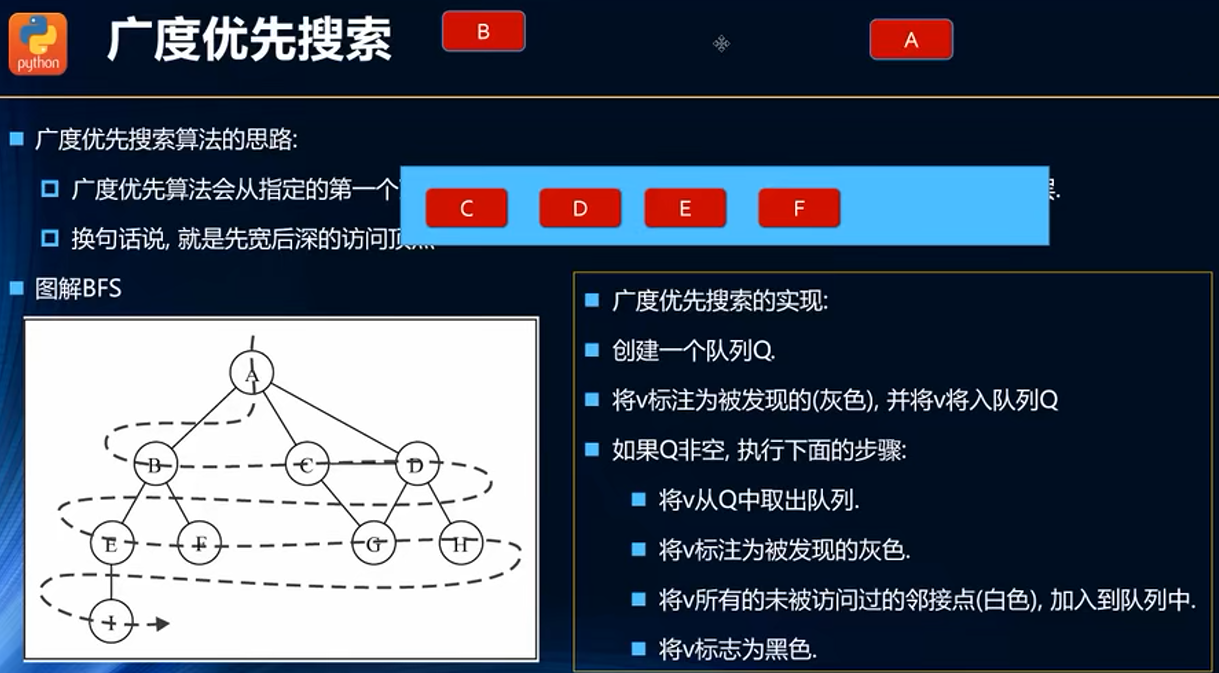 python
广度优先搜索
B
A
广度优先搜索算法的思路:
广度优先算法会从指定的第一个
C D E F
换句话说, 就是先宽后深的访问顶点
图解BFS
A
B C D
E F G H
I
广度优先搜索的实现:
创建一个队列Q.
将v标注为被发现的(灰色), 并将v将入队列Q
如果Q非空, 执行下面的步骤:
将v从Q中取出队列.
将v标注为被发现的灰色.
将v所有的未被访问过的邻接点(白色), 加入到队列中.
将v标志为黑色.